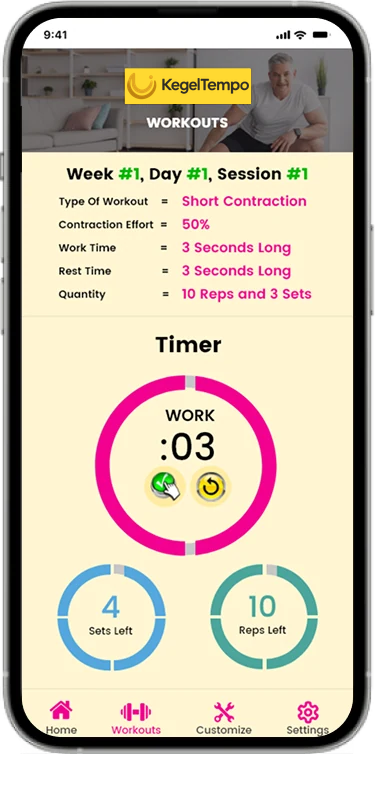 9:41
KegelTempo
WORKOUTS
Week #1, Day #1, Session #1
Type Of Workout = Short Contraction
Contraction Effort = 50%
Work Time = 3 Seconds Long
Rest Time = 3 Seconds Long
Quantity = 10 Reps and 3 Sets
Timer
WORK
:03
4
Sets Left
10
Reps Left
Home Workouts Customize Settings